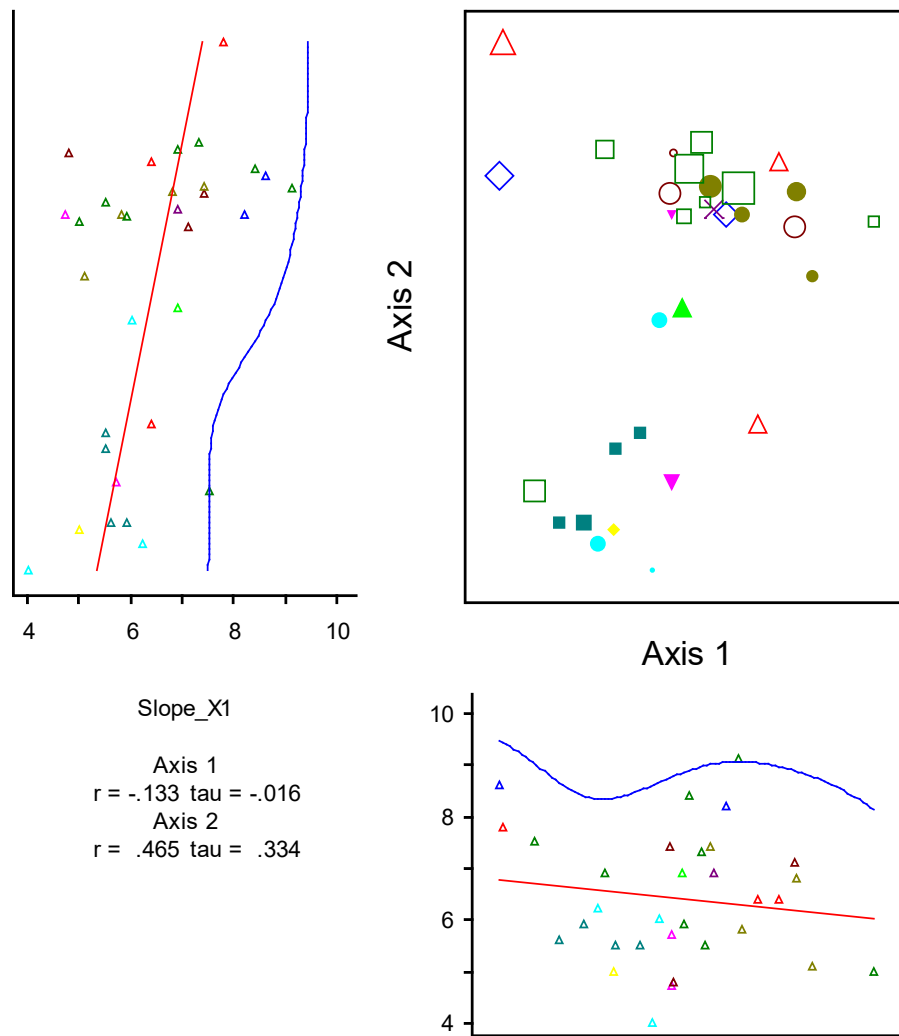 Axis 2
4 6 8 10
Axis 1
Slope_X1
Axis 1
r = -.133 tau = -.016
Axis 2
r = .465 tau = .334
10
8
6
4